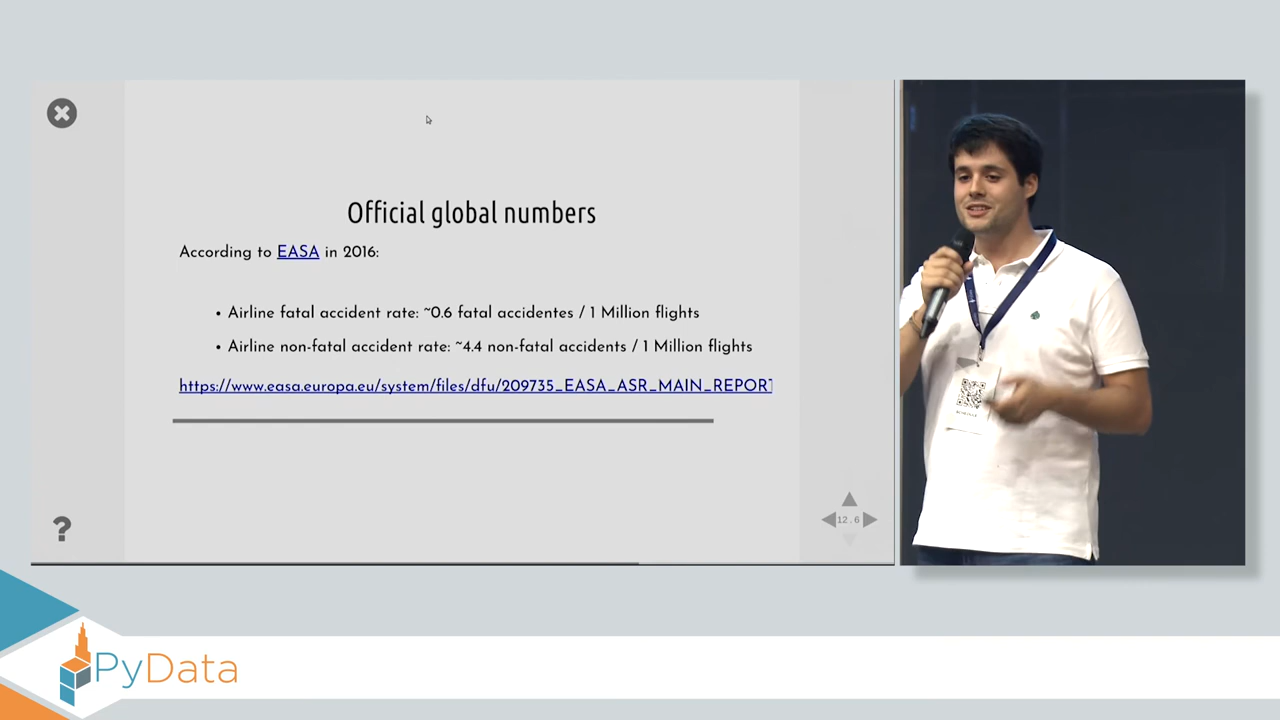 Official global numbers
According to EASA in 2016:
• Airline fatal accident rate: ~0.6 fatal accidentes / 1 Million flights
• Airline non-fatal accident rate: ~4.4 non-fatal accidents / 1 Million flights
https://www.easa.europa.eu/system/files/dfu/209735_EASA_ASR_MAIN_REPORT
?
12.6
PyData